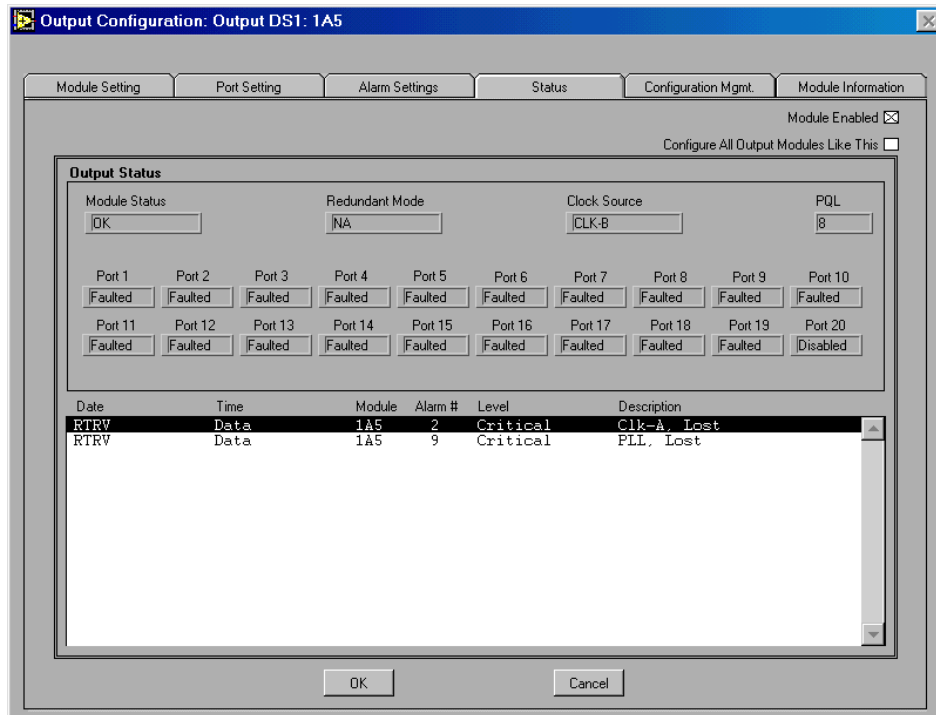 Output Configuration: Output DS1: 1A5
Module Setting Port Setting Alarm Settings Status Configuration Mgmt. Module Information
Module Enabled
Configure All Output Modules Like This
Output Status
Module Status Redundant Mode Clock Source PQL
OK NA CLK-B 8
Port 1 Port 2 Port 3 Port 4 Port 5 Port 6 Port 7 Port 8 Port 9 Port 10
Faulted Faulted Faulted Faulted Faulted Faulted Faulted Faulted Faulted Faulted
Port 11 Port 12 Port 13 Port 14 Port 15 Port 16 Port 17 Port 18 Port 19 Port 20
Faulted Faulted Faulted Faulted Faulted Faulted Faulted Faulted Faulted Disabled
Date Time Module Alarm # Level Description
RTRV Data 1A5 2 Critical Clk-A, Lost
RTRV Data 1A5 9 Critical PLL, Lost
OK Cancel